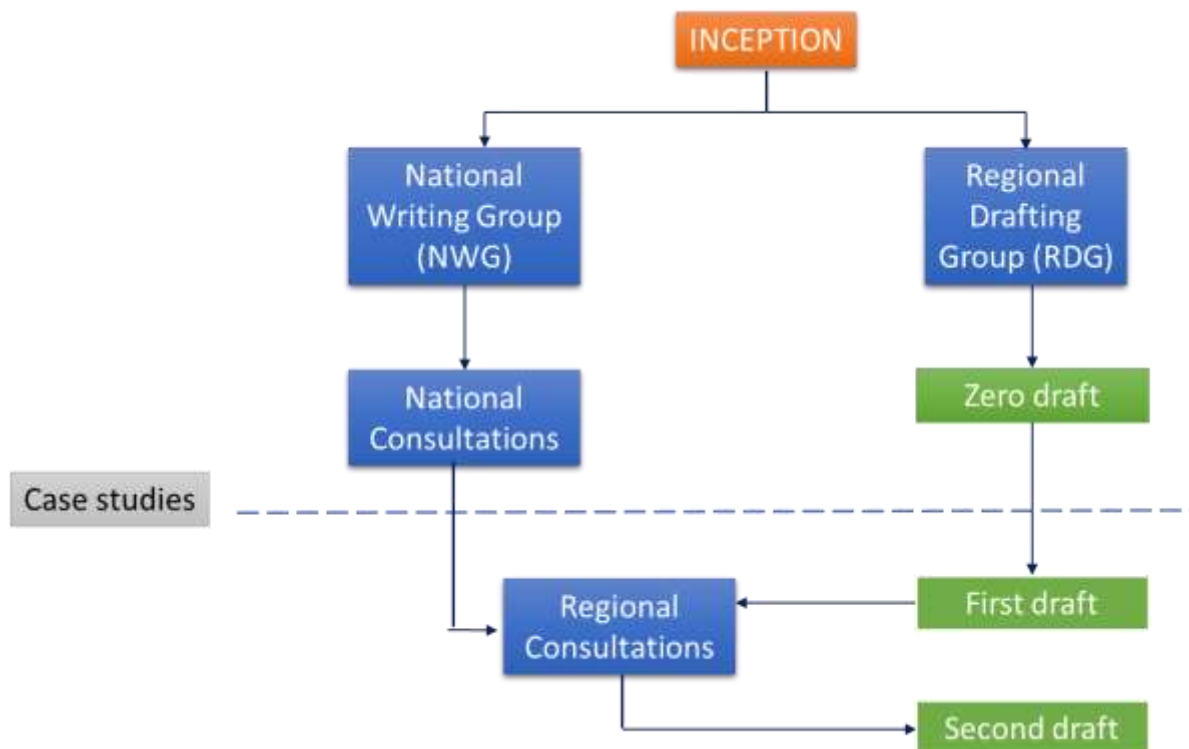 INCEPTION
National
Writing Group
(NWG)
Regional
Drafting
Group (RDG)
National
Consultations
Zero draft
Case studies
Regional
Consultations
First draft
Second draft